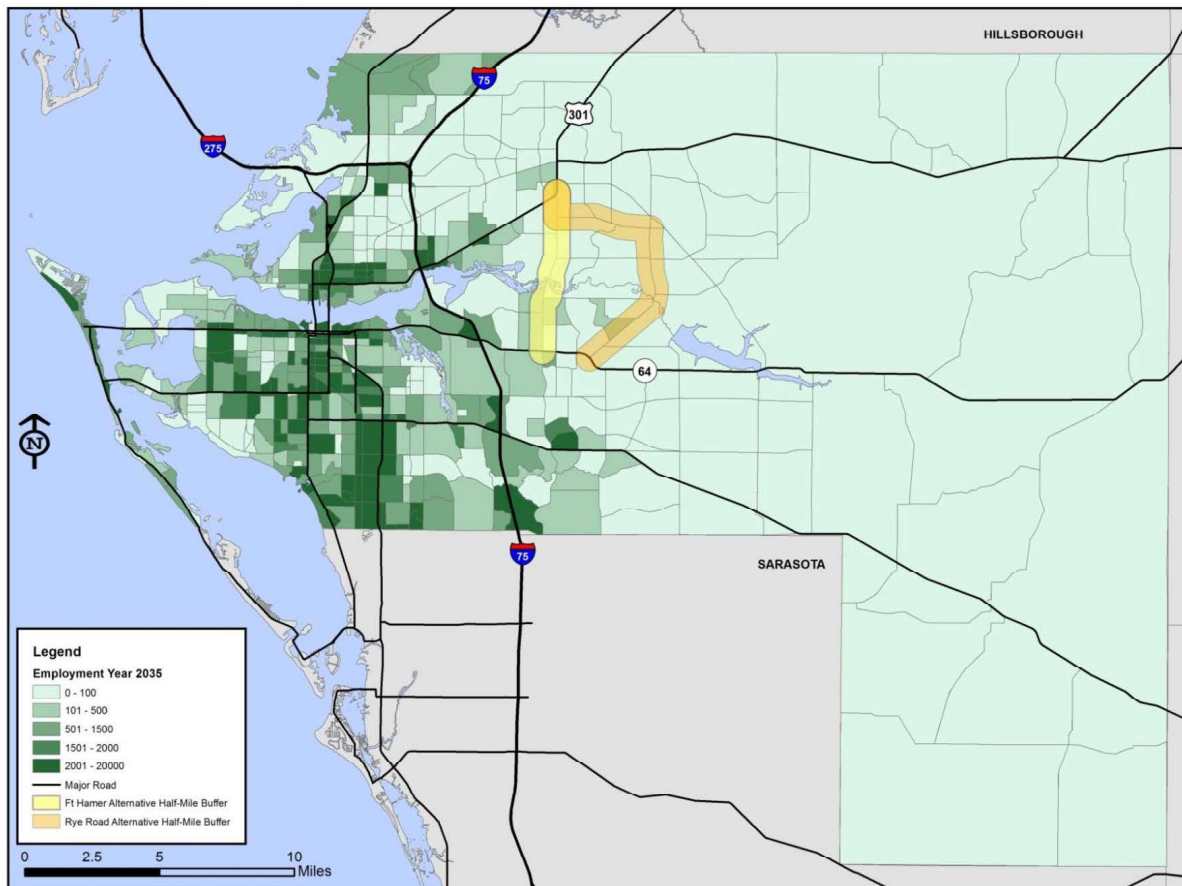 HILLSBOROUGH
75
301
275
64
N
75
SARASOTA
Legend
Employment Year 2035
0 - 100
101 - 500
501 - 1500
1501 - 2000
2001 - 20000
Major Road
Ft Hamer Alternative Half-Mile Buffer
Rye Road Alternative Half-Mile Buffer
0 2.5 5 10
Miles